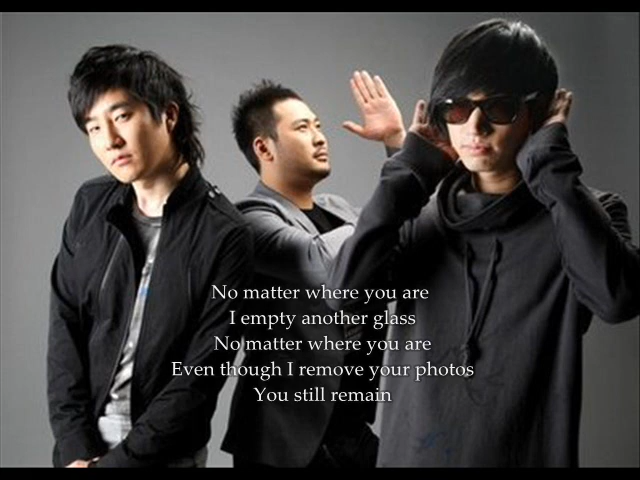 No matter where you are
I empty another glass
No matter where you are
Even though I remove your photos
You still remain